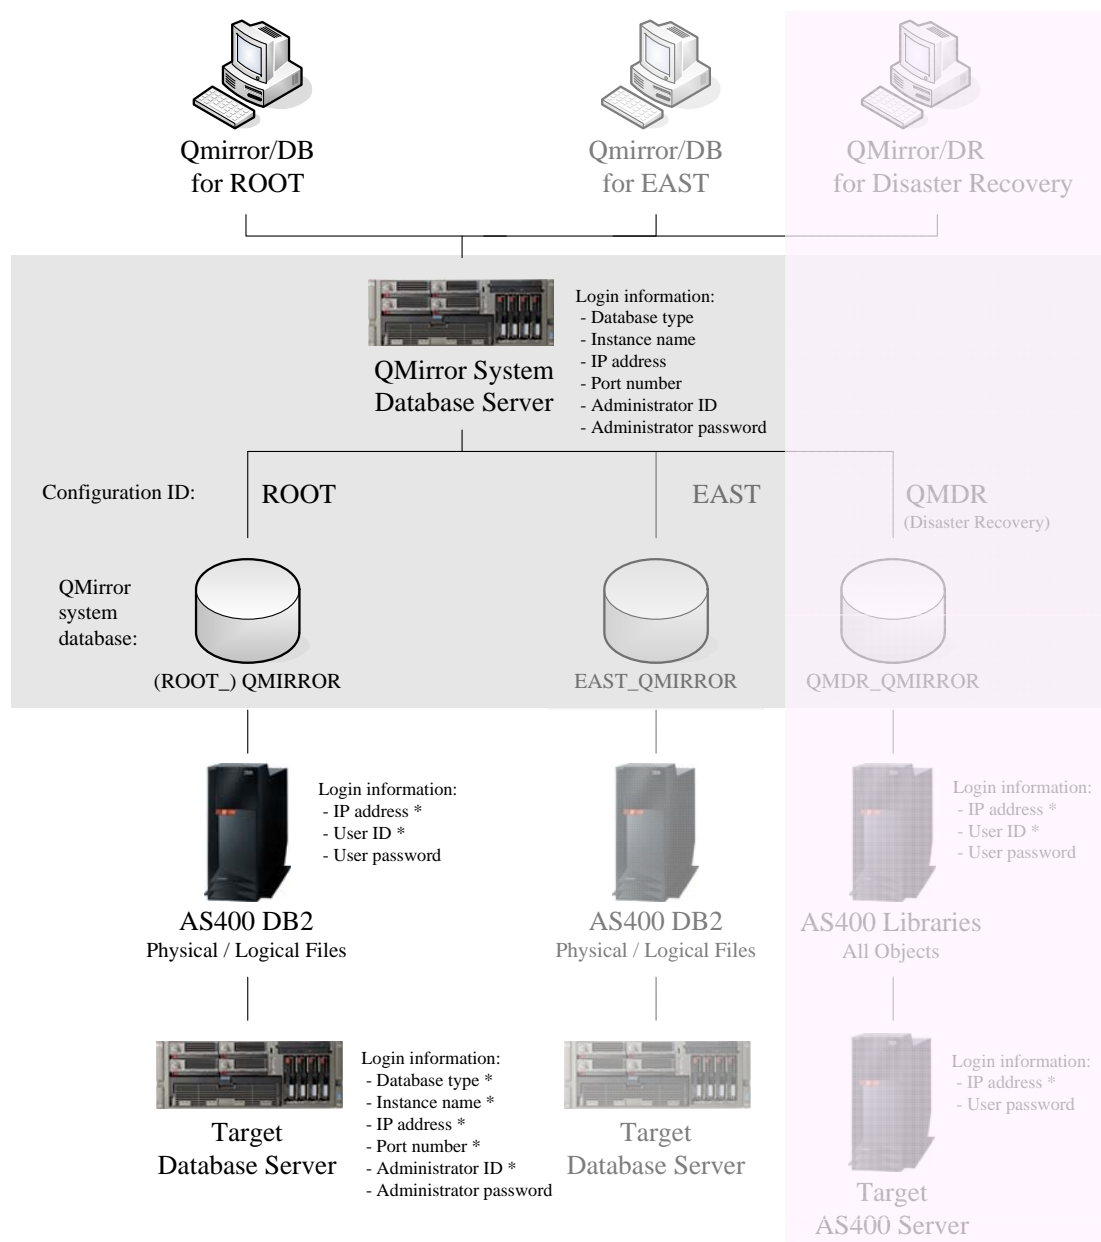 Qmirror/DB
for ROOT
Qmirror/DB
for EAST
QMirror/DR
for Disaster Recovery
QMirror System
Database Server
Login information:
- Database type
- Instance name
- IP address
- Port number
- Administrator ID
- Administrator password
Configuration ID:
ROOT
EAST
QMDR
(Disaster Recovery)
QMirror
system
database:
(ROOT_) QMIRROR
EAST_QMIRROR
QMDR_QMIRROR
AS400 DB2
Physical / Logical Files
Login information:
- IP address *
- User ID *
- User password
AS400 DB2
Physical / Logical Files
AS400 Libraries
All Objects
Login information:
- IP address *
- User ID *
- User password
Target
Database Server
Login information:
- Database type *
- Instance name *
- IP address *
- Port number *
- Administrator ID *
- Administrator password
Target
Database Server
Target
AS400 Server
Login information:
- IP address *
- User password